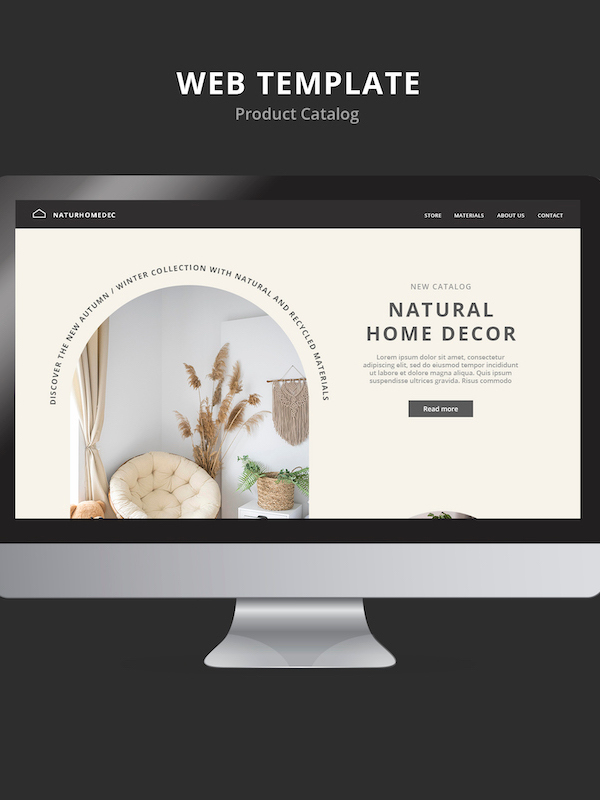 WEB TEMPLATE
Product Catalog
NATURHOMEDEC
STORE MATERIALS ABOUT US CONTACT
DISCOVER THE NEW AUTUMN / WINTER COLLECTION WITH NATURAL AND RECYCLED MATERIALS
NEW CATALOG
NATURAL
HOME DECOR
Lorem ipsum dolor sit amet, consectetur
adipiscing elit, sed do eiusmod tempor incididunt
ut labore et dolore magna aliqua. Quis ipsum
suspendisse ultrices gravida. Risus commodo
Read more